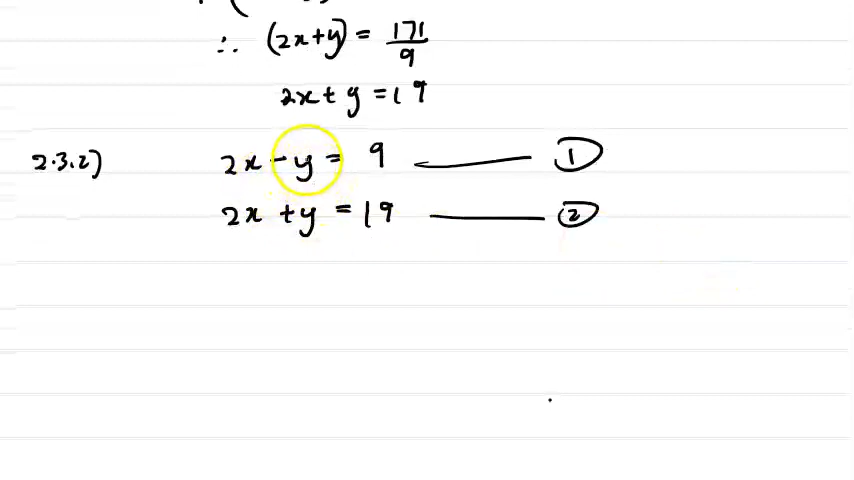 ∴ (2x+y) = 171/9
2x + y = 19
2.3.2) 2x - y = 9 ← ①
2x + y = 19 — ②